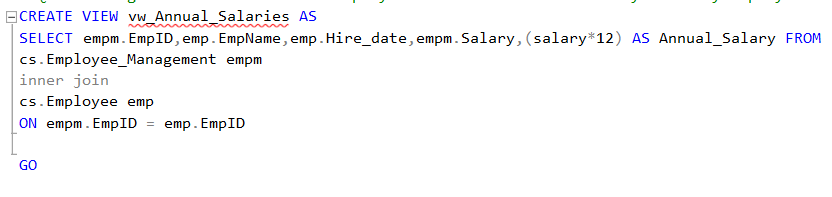 CREATE VIEW vw_Annual_Salaries AS
SELECT empm.EmpID,emp.EmpName,emp.Hire_date,empm.Salary,(salary*12) AS Annual_Salary FROM
cs.Employee_Management empm
inner join
cs.Employee emp
ON empm.EmpID = emp.EmpID
GO